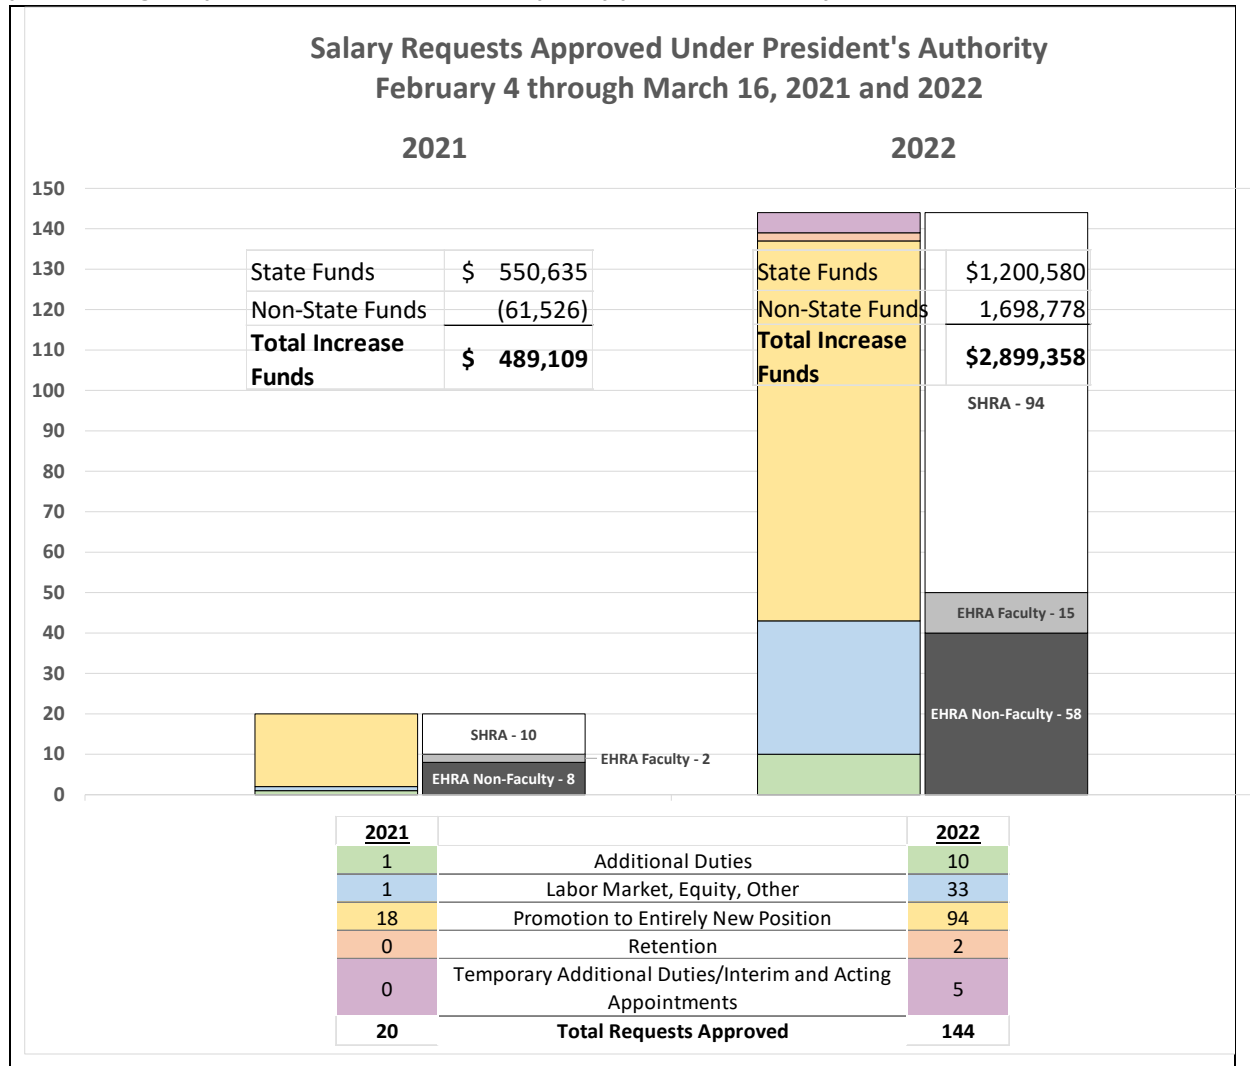 Salary Requests Approved Under President's Authority
February 4 through March 16, 2021 and 2022
2021 2022
150
140
130
120
110
100
90
80
70
60
50
40
30
20
10
0
State Funds $ 550,635
Non-State Funds (61,526)
Total Increase
Funds $ 489,109
State Funds $1,200,580
Non-State Funds 1,698,778
Total Increase
Funds $2,899,358
SHRA - 94
EHRA Faculty - 15
EHRA Non-Faculty - 58
SHRA - 10
EHRA Faculty - 2
EHRA Non-Faculty - 8
2021 2022
1 Additional Duties 10
1 Labor Market, Equity, Other 33
18 Promotion to Entirely New Position 94
0 Retention 2
0 Temporary Additional Duties/Interim and Acting
Appointments 5
20 Total Requests Approved 144